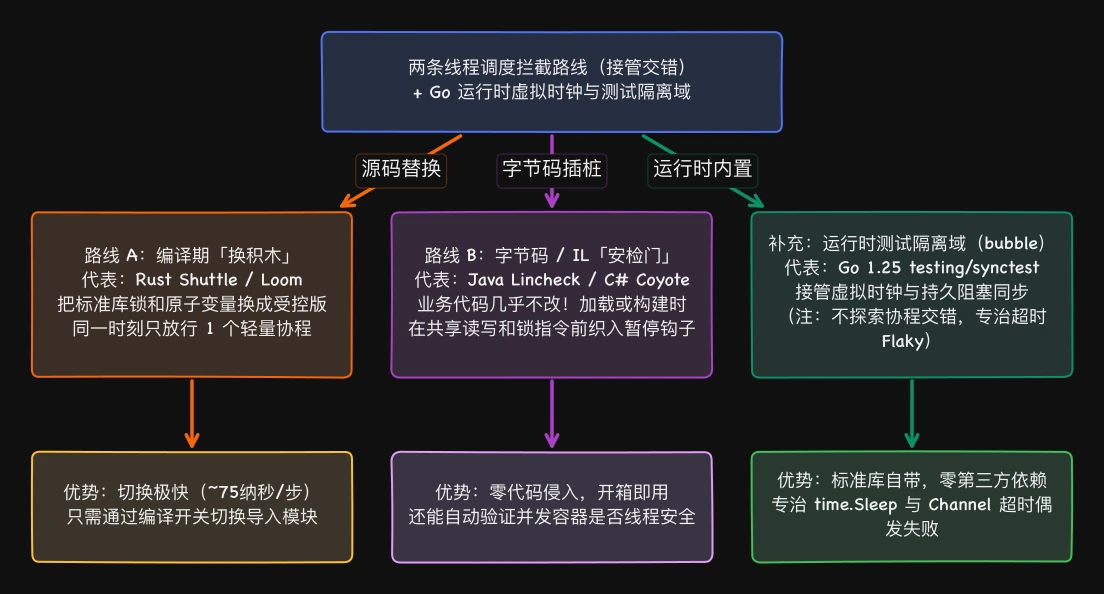 两条线程调度拦截路线（接管交错）
+ Go 运行时虚拟时钟与测试隔离域
源码替换
字节码插桩
运行时内置
路线 A：编译期「换积木」
代表：Rust Shuttle / Loom
把标准库锁和原子变量换成受控版
同一时刻只放行 1 个轻量协程
路线 B：字节码 / IL「安检门」
代表：Java Lincheck / C# Coyote
业务代码几乎不改！加载或构建时
在共享读写和锁指令前织入暂停钩子
补充：运行时测试隔离域（bubble）
代表：Go 1.25 testing/synctest
接管虚拟时钟与持久阻塞同步
（注：不探索协程交错，专治超时
Flaky）
优势：切换极快（~75纳秒/步）
只需通过编译开关切换导入模块
优势：零代码侵入，开箱即用
还能自动验证并发容器是否线程安全
优势：标准库自带，零第三方依赖
专治 time.Sleep 与 Channel 超时偶
发失败